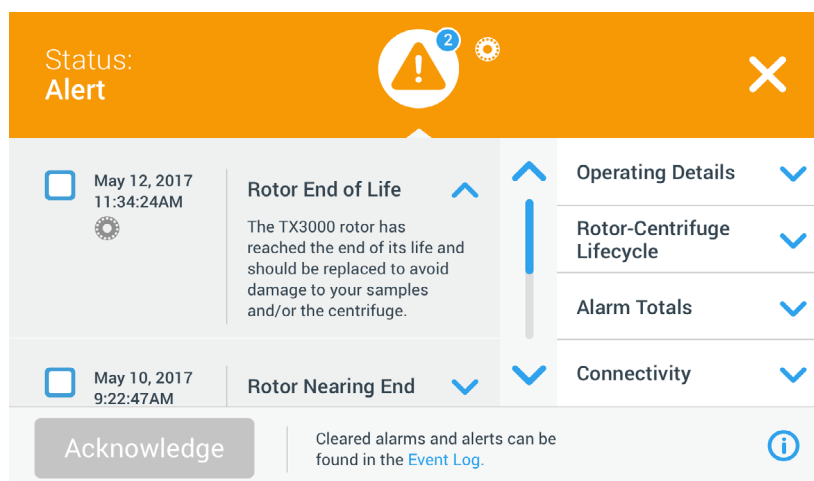 Status:
Alert
2
May 12, 2017
11:34:24AM
Rotor End of Life
The TX3000 rotor has
reached the end of its life and
should be replaced to avoid
damage to your samples
and/or the centrifuge.
May 10, 2017
9:22:47AM
Rotor Nearing End
Operating Details
Rotor-Centrifuge
Lifecycle
Alarm Totals
Connectivity
Acknowledge
Cleared alarms and alerts can be
found in the Event Log.